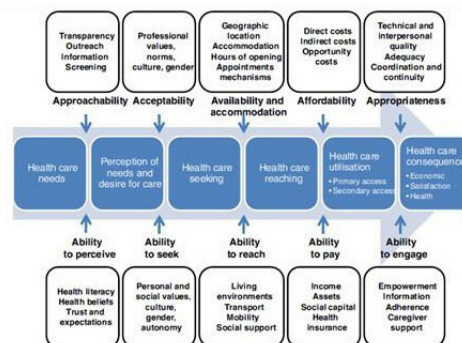 Transparency
Outreach
Information
Screening
Professional
values,
norms,
culture, gender
Geographic
location
Accommodation
Hours of opening
Appointments
mechanisms
Direct costs
Indirect costs
Opportunity
costs
Technical and
interpersonal
quality
Adequacy
Coordination and
continuity
Approachability
Acceptability
Availability and
accommodation
Affordability
Appropriateness
Health care
needs
Perception of
needs and
desire for care
Health care
seeking
Health care
reaching
Health care
utilisation
• Primary access
• Secondary access
Health care
consequence
• Economic
• Satisfaction
• Health
Ability
to perceive
Ability
to seek
Ability
to reach
Ability
to pay
Ability
to engage
Health literacy
Health beliefs
Trust and
expectations
Personal and
social values,
culture,
gender,
autonomy
Living
environments
Transport
Mobility
Social support
Income
Assets
Social capital
Health
insurance
Empowerment
Information
Adherence
Caregiver
support